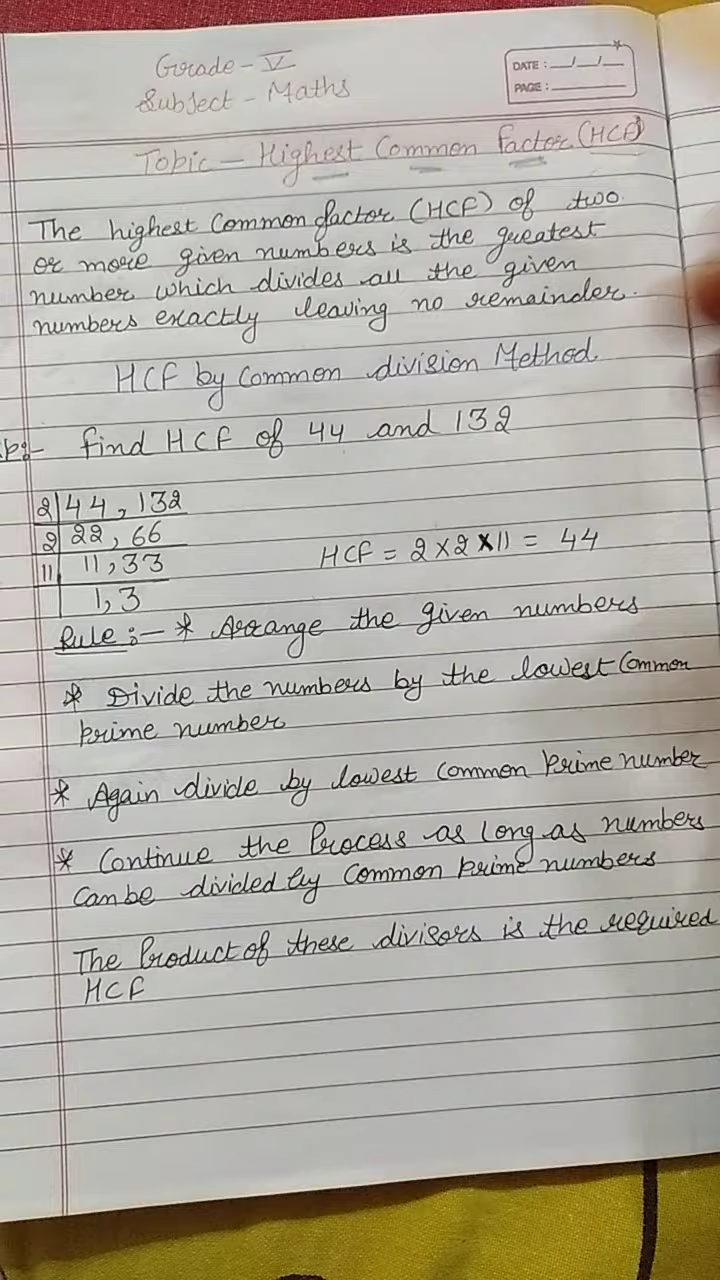 Grade - V
Subject - Maths
DATE : __/__/__
PAGE : ________
Topic - Highest Common factor (HCF)
The highest Common factor (HCF) of two
or more given numbers is the greatest
number which divides all the given
numbers exactly leaving no remainder.
HCF by Common division Method
find HCF of 44 and 132
2|44, 132
2|22, 66
11|11, 33
|1, 3
HCF = 2 × 2 × 11 = 44
Rule :- * Arrange the given numbers
* Divide the numbers by the lowest Common
prime number
* Again divide by lowest Common prime number
* Continue the Process as long as numbers
Can be divided by Common prime numbers
The Product of these divisors is the required
HCF